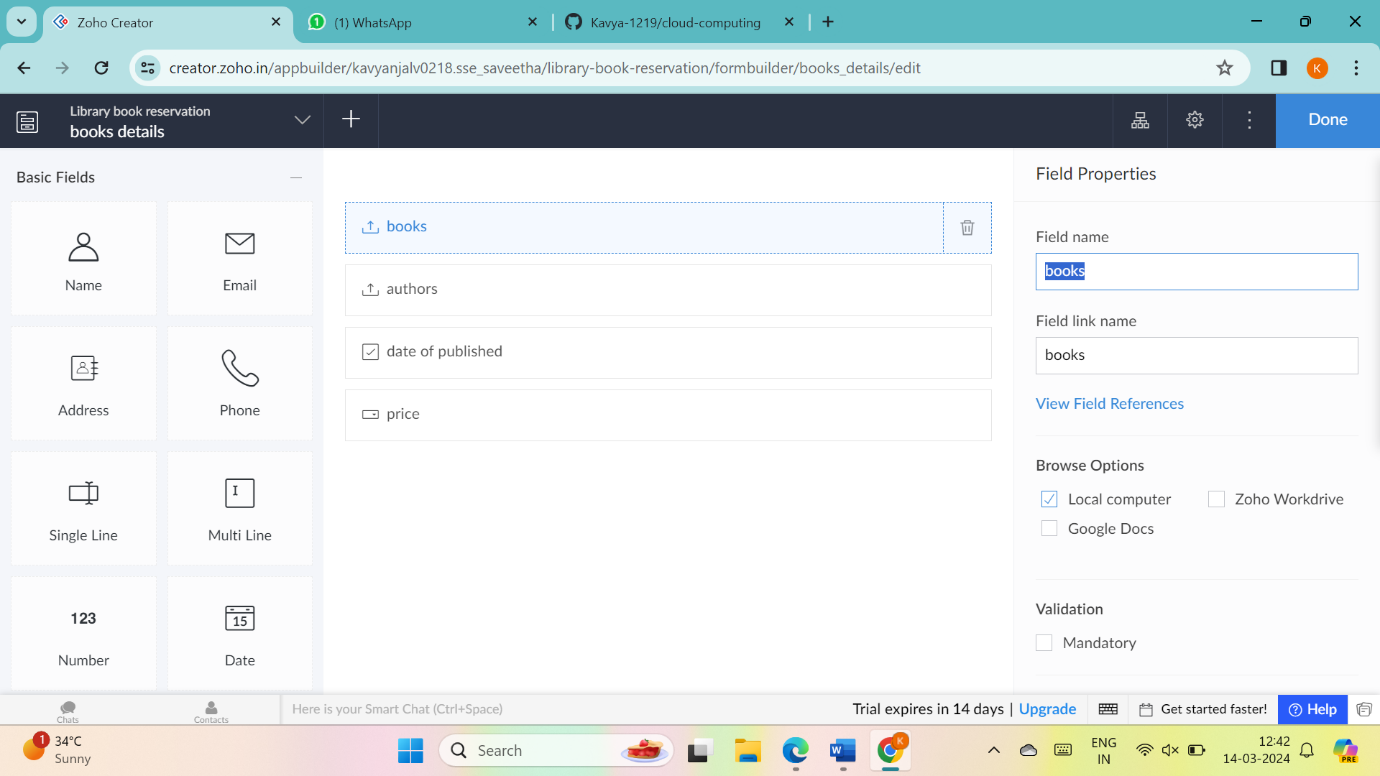 Zoho Creator
1
(1) WhatsApp
Kavya-1219/cloud-computing
creator.zoho.in/appbuilder/kavyanjalv0218.sse_saveetha/library-book-reservation/formbuilder/books_details/edit
K
Library book reservation
books details
Done
Basic Fields
Name
Email
Address
Phone
Single Line
I
Multi Line
123
Number
15
Date
books
authors
date of published
price
Field Properties
Field name
books
Field link name
books
View Field References
Browse Options
Local computer
Zoho Workdrive
Google Docs
Validation
Mandatory
Chats
Contacts
Here is your Smart Chat (Ctrl+Space)
Trial expires in 14 days | Upgrade
Get started faster!
? Help
1
34°C
Sunny
Search
W
K
ENG
IN
12:42
14-03-2024
PRE